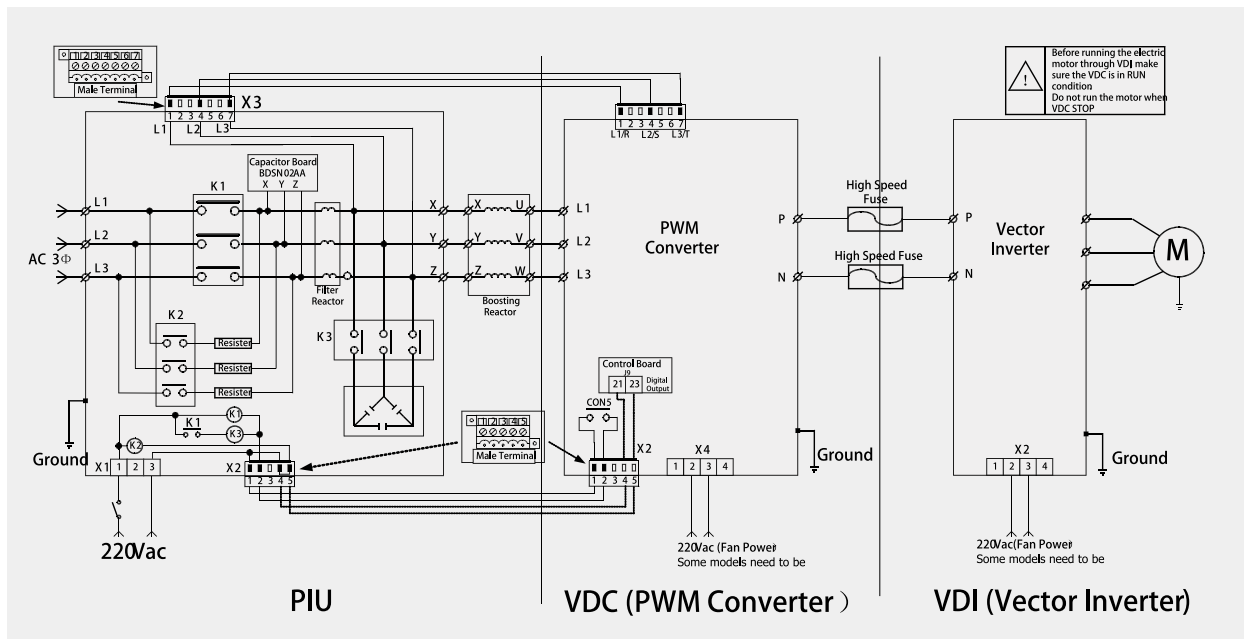 1 2 3 4 5 6 7
Male Terminal
X3
1 2 3 4 5 6 7
L1 L2 L3
1 2 3 4 5 6 7
L1/R L2/S L3/T
!
Before running the electric
motor through VDI make
sure the VDC is in RUN
condition
Do not run the motor when
VDC STOP
Capacitor Board
BDSN02AA
X Y Z
K1
L1
L2
L3
AC 3Φ
X
Y
Z
X U
Y V
Z W
Filter
Reactor
Boosting
Reactor
L1
L2
L3
PWM
Converter
P
N
High Speed
Fuse
High Speed Fuse
P
N
Vector
Inverter
M
K2
Resister
Resister
Resister
K3
Control Board
J9
21 23
Digital
Output
CON5
K1
K1
K3
K2
1 2 3 4 5
Male Terminal
Ground
X1
1 2 3
X2
1 2 3 4 5
X2
1 2 3 4 5
X4
1 2 3 4
Ground
X2
1 2 3 4
Ground
220Vac
220Vac (Fan Power
Some models need to be
220Vac(Fan Power
Some models need to be
PIU
VDC (PWM Converter）
VDI (Vector Inverter)